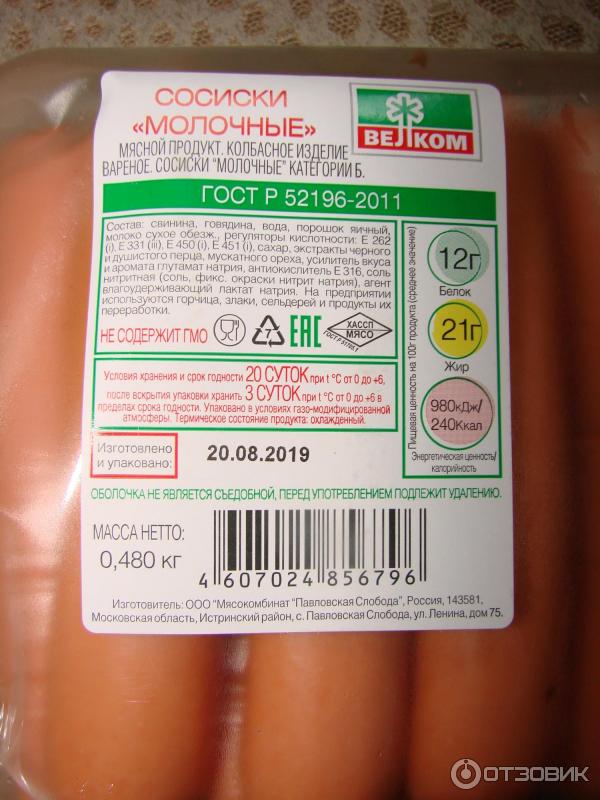 СОСИСКИ
«МОЛОЧНЫЕ»
ВЕЛКОМ
МЯСНОЙ ПРОДУКТ. КОЛБАСНОЕ ИЗДЕЛИЕ
ВАРЕНОЕ. СОСИСКИ "МОЛОЧНЫЕ" КАТЕГОРИИ Б.
ГОСТ Р 52196-2011
Состав: свинина, говядина, вода, порошок яичный,
молоко сухое обезж., регуляторы кислотности: Е 262
(i), Е 331 (iii), Е 450 (i), Е 451 (i), сахар, экстракты черного
и душистого перца, мускатного ореха, усилитель вкуса
и аромата глутамат натрия, антиокислитель Е 316, соль
нитритная (соль, фикс. окраски нитрит натрия), агент
влагоудерживающий лактат натрия. На предприятии
используются горчица, злаки, сельдерей и продукты их
переработки.
НЕ СОДЕРЖИТ ГМО
7
ЕАС
ХАССП
МЯСО
ГОСТ Р 51705.1
Пищевая ценность на 100г продукта (среднее значение)
12г
Белок
21г
Жир
980кДж/
240Ккал
Энергетическая ценность/
калорийность
Условия хранения и срок годности 20 СУТОК при t °С от 0 до +6,
после вскрытия упаковки хранить 3 СУТОК при t °С от 0 до +6 в
пределах срока годности. Упаковано в условиях газо-модифицированной
атмосферы. Термическое состояние продукта: охлажденный.
Изготовлено
и упаковано:
20.08.2019
ОБОЛОЧКА НЕ ЯВЛЯЕТСЯ СЪЕДОБНОЙ, ПЕРЕД УПОТРЕБЛЕНИЕМ ПОДЛЕЖИТ УДАЛЕНИЮ.
МАССА НЕТТО:
0,480 кг
4 607024 856796
Изготовитель: ООО "Мясокомбинат "Павловская Слобода", Россия, 143581,
Московская область, Истринский район, с. Павловская Слобода, ул. Ленина, дом 75.
ОТЗОВИК